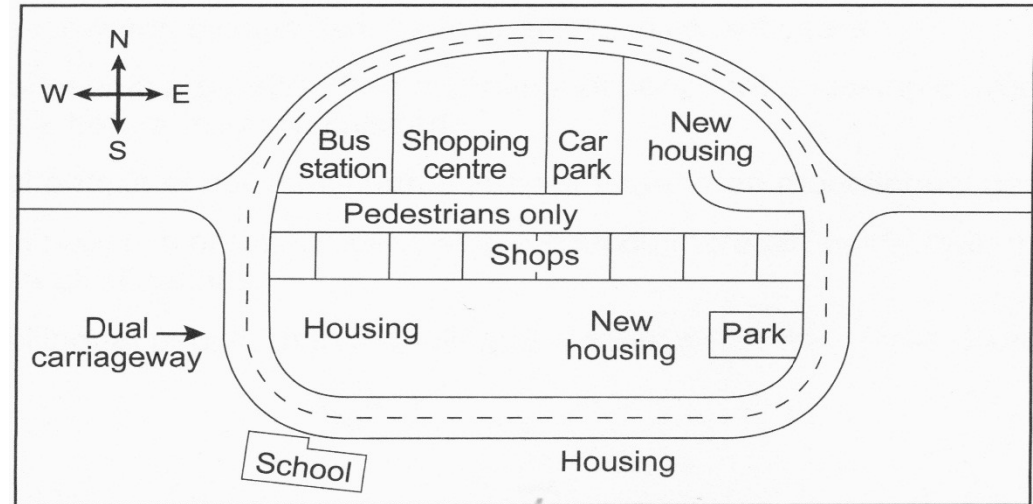 N
W E
S
Bus
station
Shopping
centre
Car
park
New
housing
Pedestrians only
Shops
Dual
carriageway
Housing
New
housing
Park
School
Housing